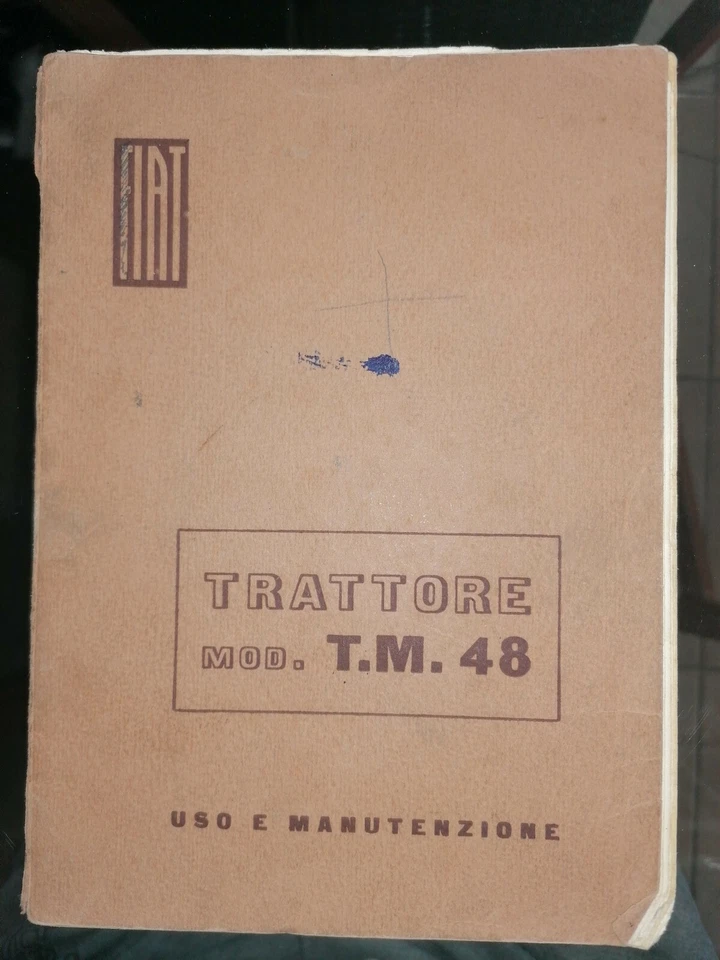 FIAT
TRATTORE
MOD. T.M. 48
USO E MANUTENZIONE